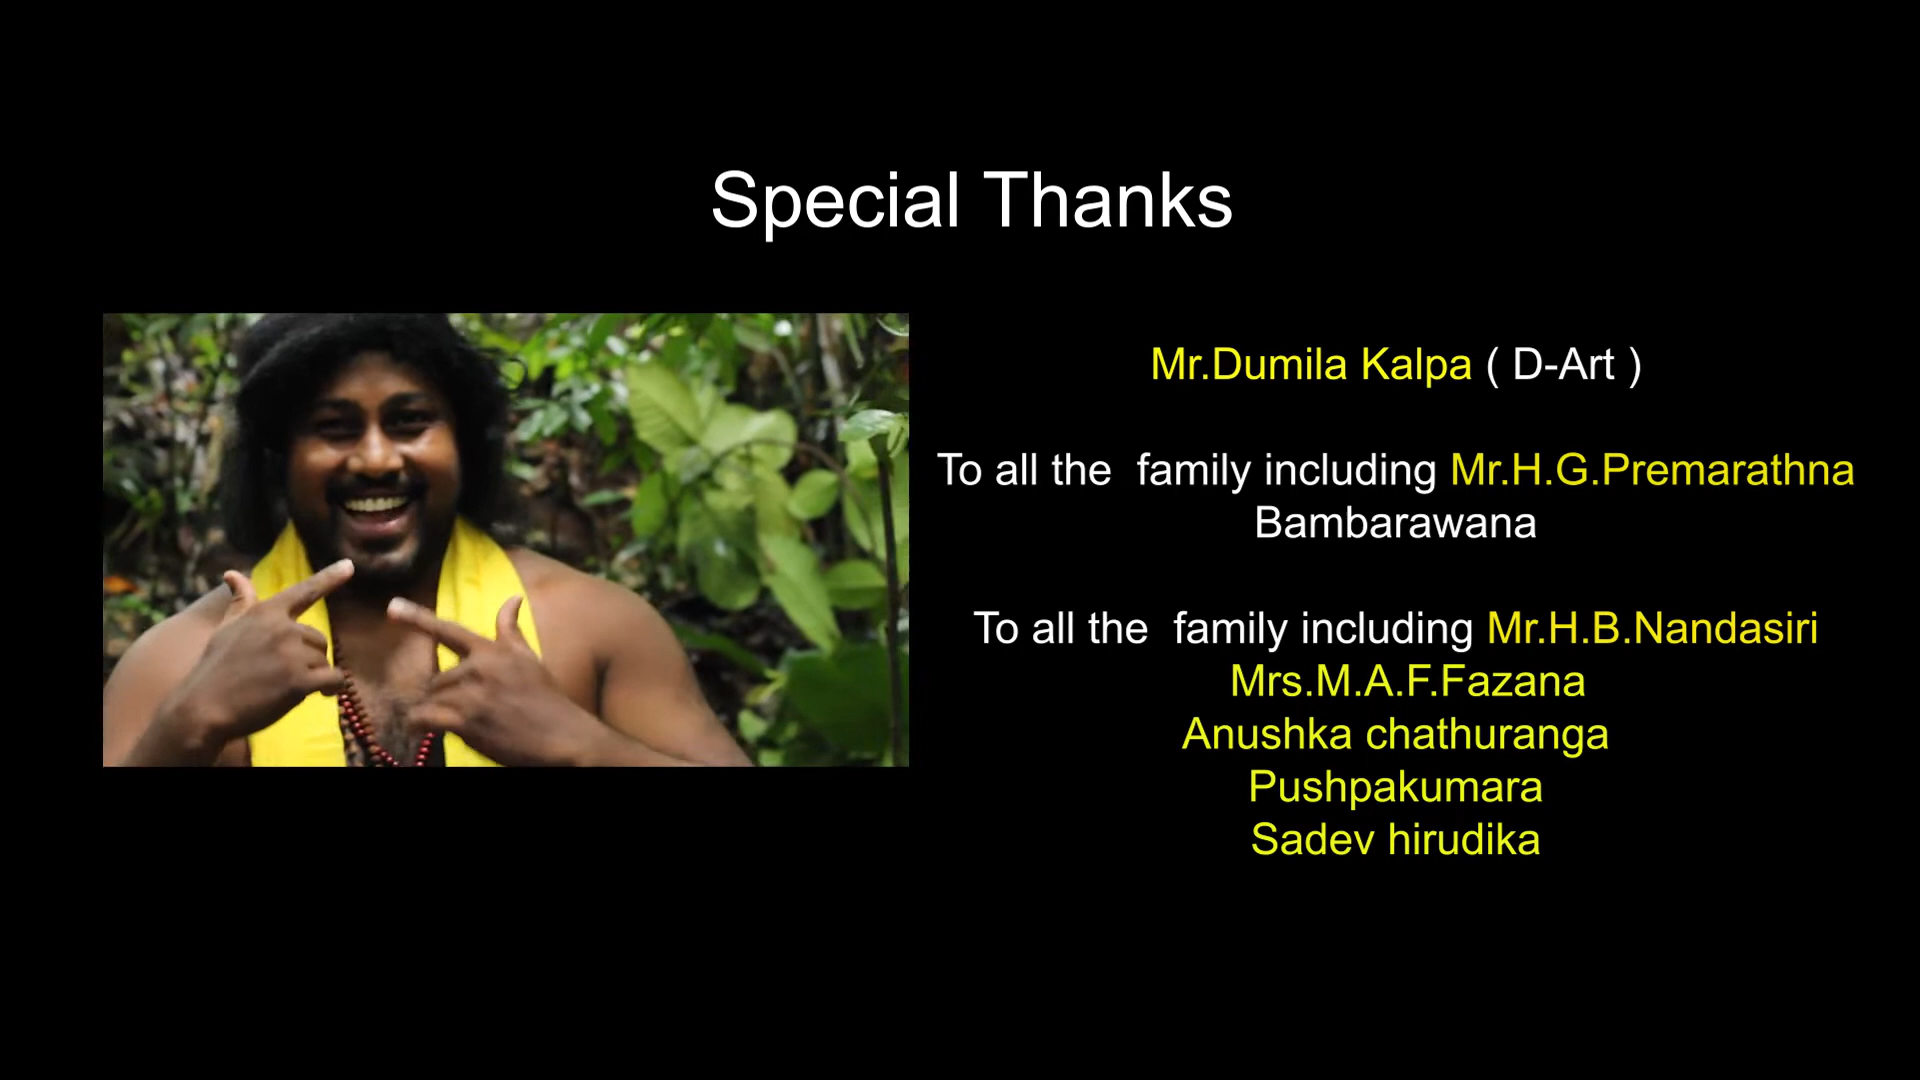 Special Thanks
Mr.Dumila Kalpa ( D-Art )
To all the  family including Mr.H.G.Premarathna
Bambarawana
To all the  family including Mr.H.B.Nandasiri
Mrs.M.A.F.Fazana
Anushka chathuranga
Pushpakumara
Sadev hirudika